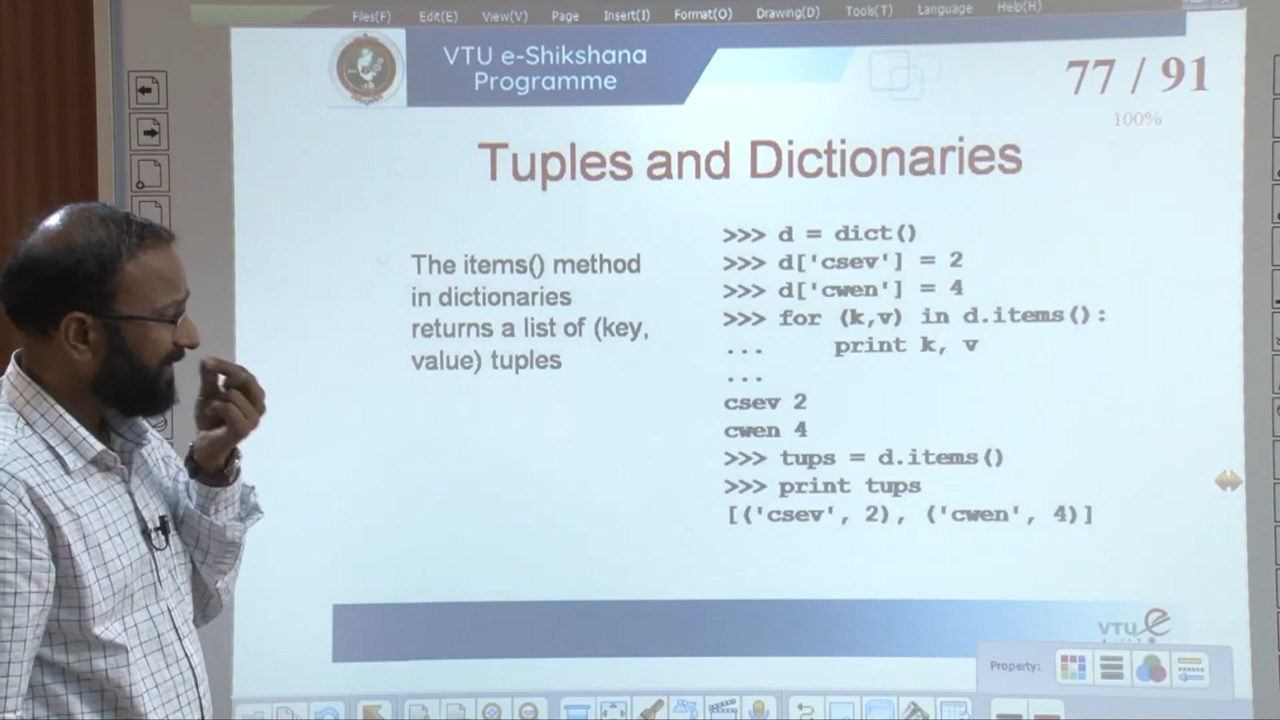 Files(F) Edit(E) View(V) Page Insert(I) Format(O) Drawing(D) Tools(T) Language Help(H)
VTU e-Shikshana
Programme
77 / 91
100%
Tuples and Dictionaries
The items() method
in dictionaries
returns a list of (key,
value) tuples
>>> d = dict()
>>> d['csev'] = 2
>>> d['cwen'] = 4
>>> for (k,v) in d.items():
...     print k, v
...
csev 2
cwen 4
>>> tups = d.items()
>>> print tups
[('csev', 2), ('cwen', 4)]
VTU e
Property: